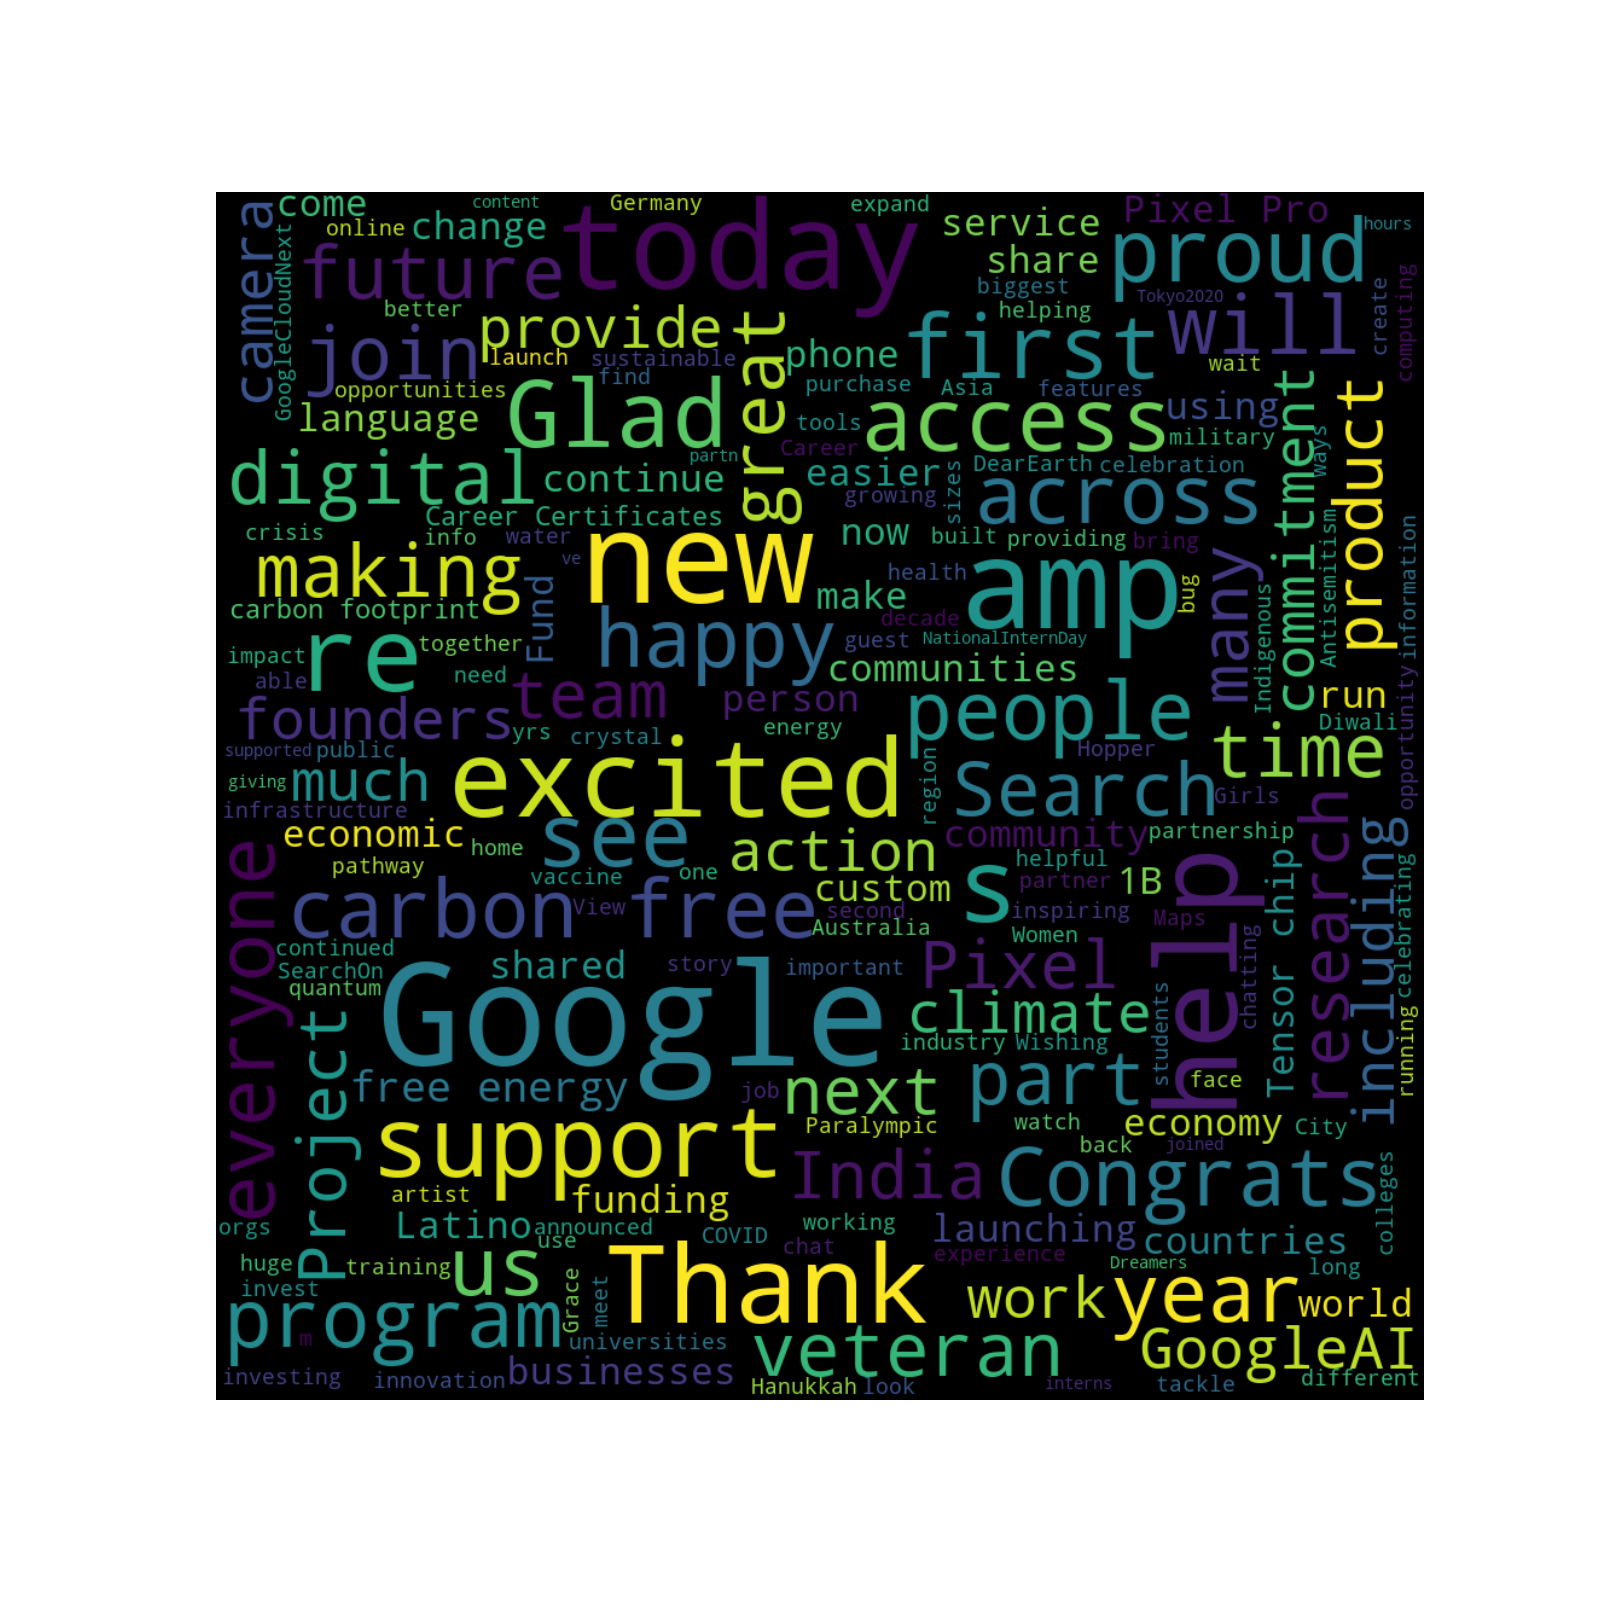 come
content
Germany
expand
Pixel Pro
camera
online
change
today
service
proud
hours
GoogleCloudNext
future
share
biggest
Tokyo2020
create
computing
better
provide
great
helping
first
will
join
launch
sustainable
phone
wait
find
opportunities
Glad
purchase
Asia
features
commitment
product
language
tools
access
using
military
ways
digital
partn
Career
continue
easier
DearEarth
celebration
growing
sizes
across
Career Certificates
crisis
info
water
ve
new
now
built
providing
bring
Antisemitism
information
making
Fund
health
amp
bug
many
make
carbon footprint
happy
decade
guest
NationalInternDay
Indigenous
re
together
impact
able
need
team
person
communities
people
run
opportunity
founders
yrs
crystal
energy
Diwali
supported
public
region
Hopper
time
giving
much
excited
Search
Girls
infrastructure
economic
see
community
partnership
research
including
home
action
pathway
vaccine
one
custom
s
helpful
partner
1B
help
Tensor chip
celebrating
everyone
carbon free
View
second
inspiring
Maps
Australia
Women
continued
SearchOn
shared
story
important
Pixel
chatting
quantum
Google
climate
students
running
Project
industry
Wishing
free energy
job
next
part
face
support
Paralympic
watch
economy
City
back
joined
India
Congrats
colleges
artist
funding
orgs
Latino
announced
working
launching
countries
use
COVID
chat
experience
huge
training
us
Dreamers
long
invest
Grace
meet
Thank
work
year
world
program
m
universities
veteran
GoogleAI
investing
innovation
businesses
Hanukkah
look
interns
tackle
different